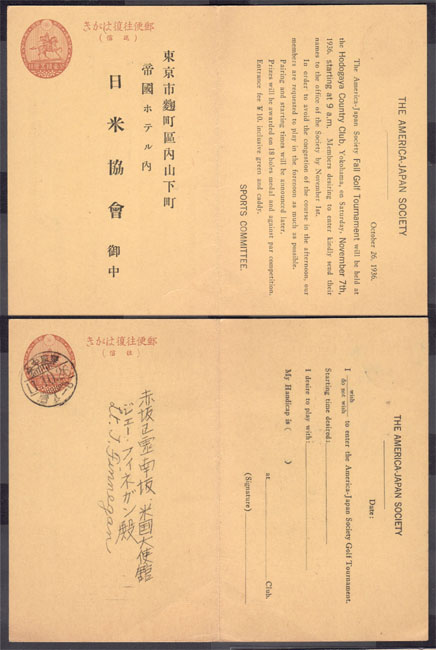 郵便往復はがき
(返信)
東京市麴町區內山下町
帝國ホテル內
日米協會 御中
THE AMERICA-JAPAN SOCIETY
October 26, 1936.
The America-Japan Society Fall Golf Tournament will be held at
the Hodogaya Country Club, Yokohama, on Saturday, November 7th,
1936, starting at 9 a.m. Members desiring to enter kindly send their
names to the office of the Society by November 1st.
In order to avoid the congestion of the course in the afternoon, our
members are requested to play in the forenoon as much as possible.
Pairing and starting times will be announced later.
Prizes will be awarded on 18 holes medal and against par competition.
Entrance fee ¥10. inclusive green and caddy.
SPORTS COMMITTEE.
郵便往復はがき
赤坂区霊南坂、米國大使館
ジエー・フィネガン殿
Lt. J. Finnegan
THE AMERICA-JAPAN SOCIETY
Date:
I wish
do not wish to enter the America-Japan Society Golf Tournament.
Starting time desired:
I desire to play with:
My Handicap is ( )
at Club.
(Signature)